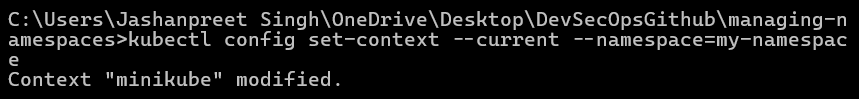 C:\Users\Jashanpreet Singh\OneDrive\Desktop\DevSecOpsGithub\managing-n
amespaces>kubectl config set-context --current --namespace=my-namespac
e
Context "minikube" modified.